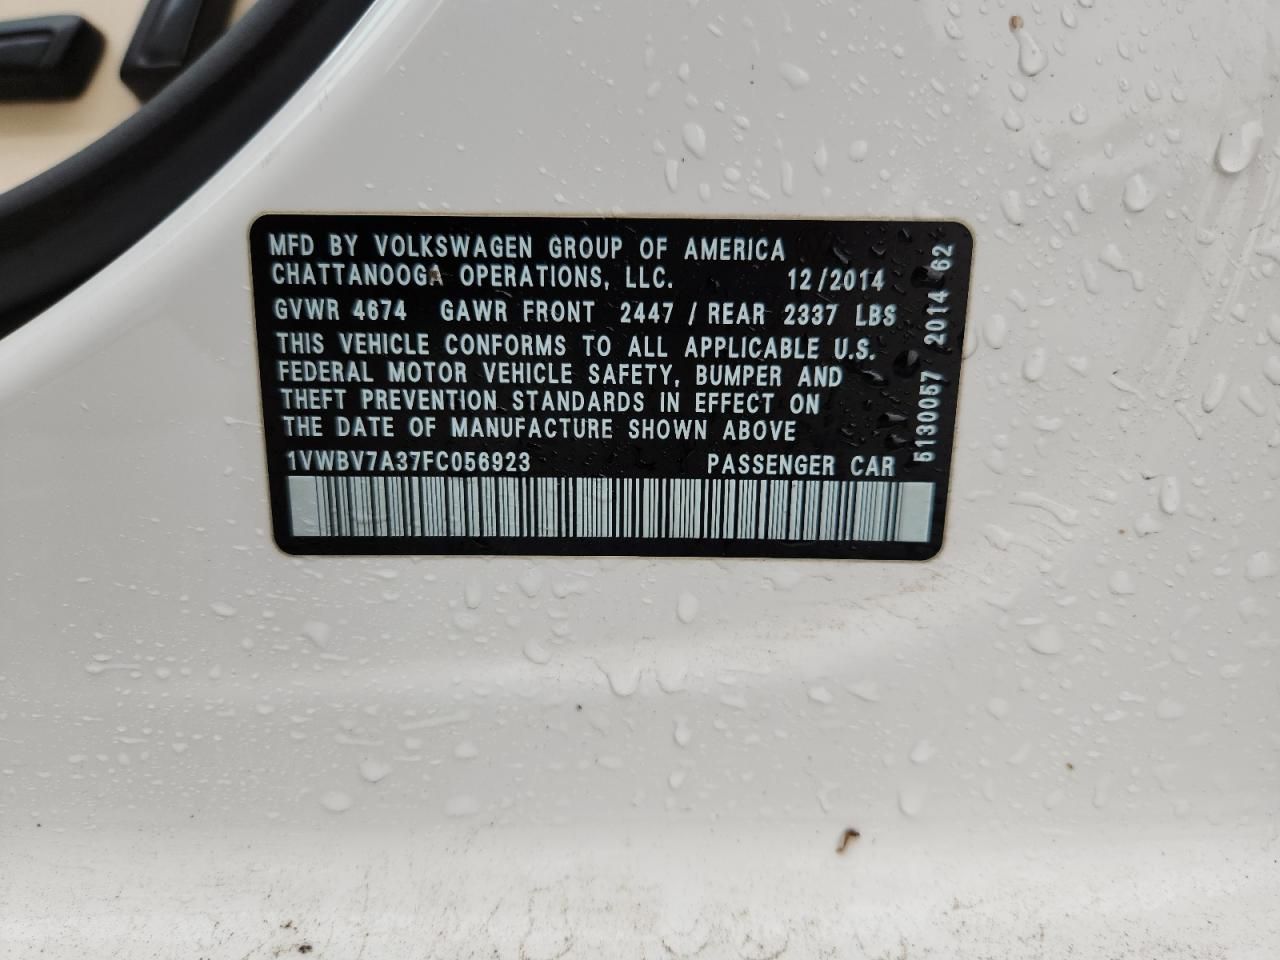 MFD BY VOLKSWAGEN GROUP OF AMERICA
CHATTANOOGA OPERATIONS, LLC. 12/2014
GVWR 4674 GAWR FRONT 2447 / REAR 2337 LBS
THIS VEHICLE CONFORMS TO ALL APPLICABLE U.S.
FEDERAL MOTOR VEHICLE SAFETY, BUMPER AND
THEFT PREVENTION STANDARDS IN EFFECT ON
THE DATE OF MANUFACTURE SHOWN ABOVE
1VWBV7A37FC056923 PASSENGER CAR
5130057 2014 62